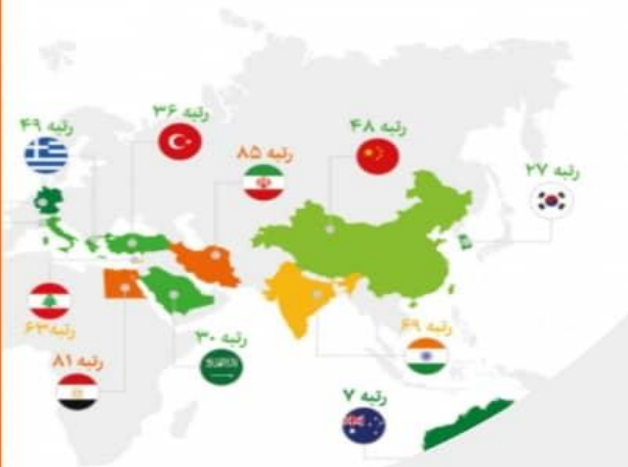 رتبه ۳۶
رتبه ۴۹
رتبه ۴۸
رتبه ۸۵
رتبه ۲۷
رتبه ۶۳
رتبه ۶۹
رتبه ۳۰
رتبه ۸۱
رتبه ۷